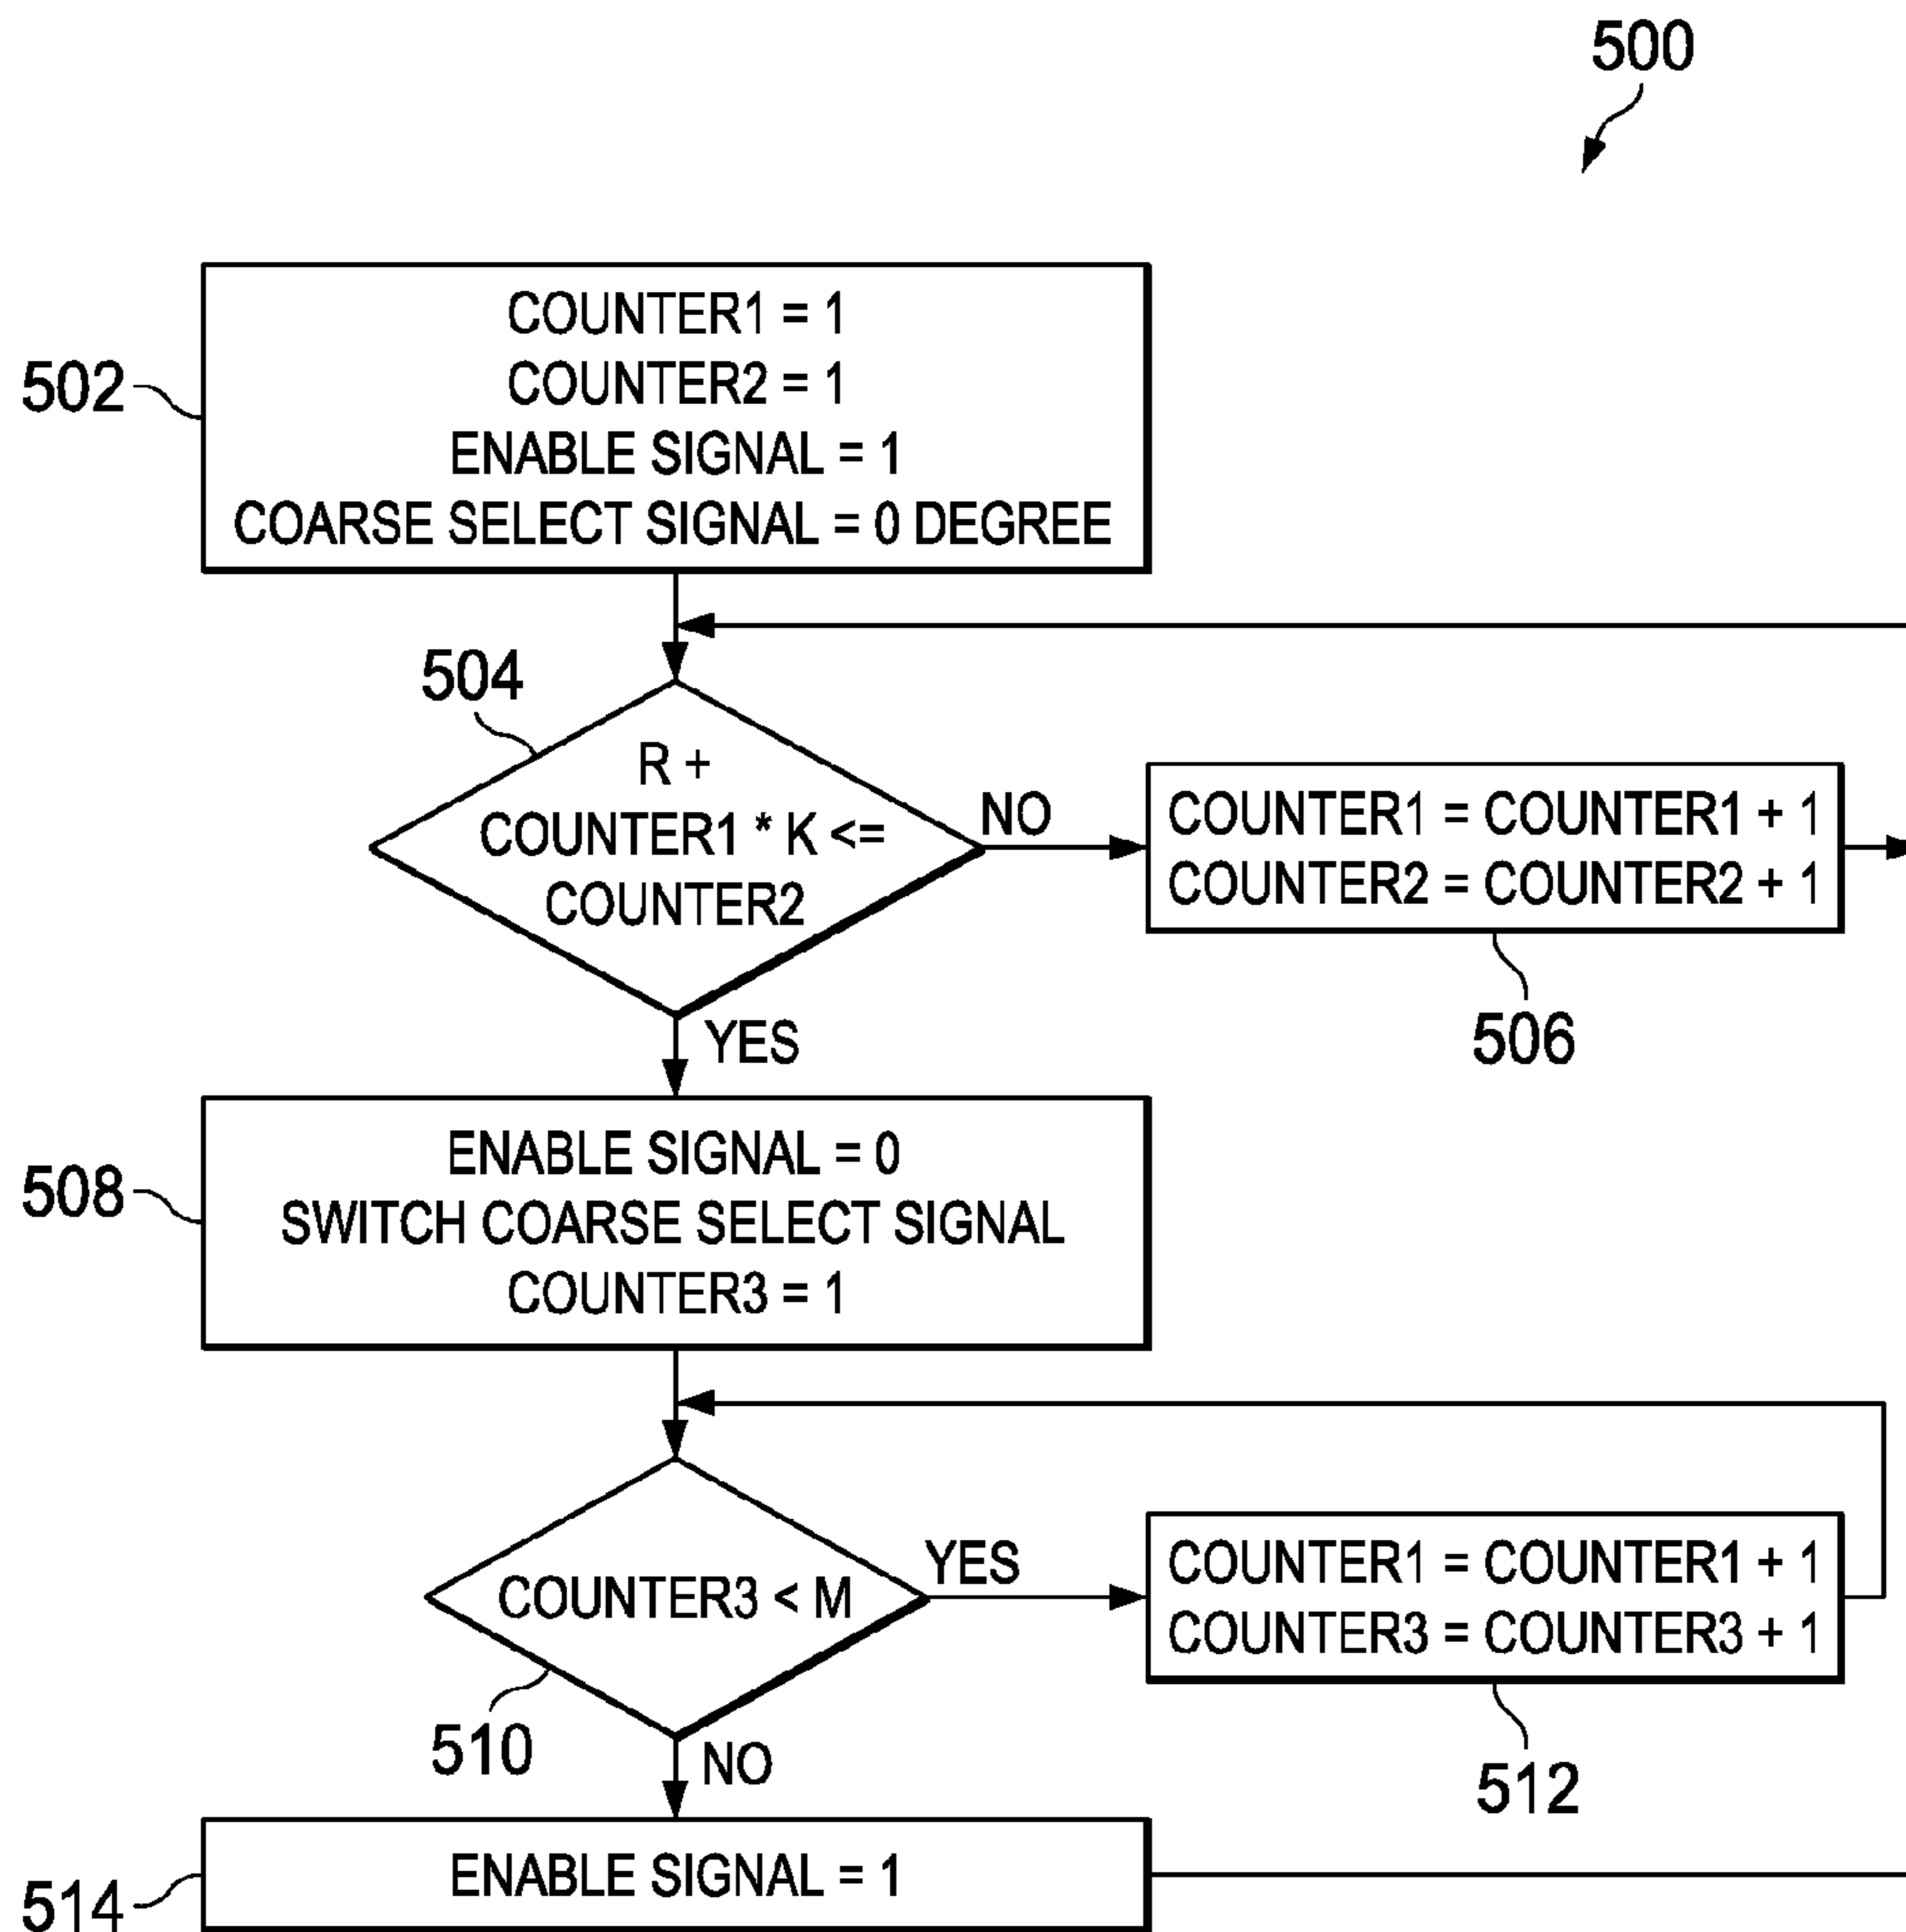 500
502
COUNTER1 = 1
COUNTER2 = 1
ENABLE SIGNAL = 1
COARSE SELECT SIGNAL = 0 DEGREE
504
R +
COUNTER1 * K <=
COUNTER2
NO
COUNTER1 = COUNTER1 + 1
COUNTER2 = COUNTER2 + 1
506
YES
508
ENABLE SIGNAL = 0
SWITCH COARSE SELECT SIGNAL
COUNTER3 = 1
COUNTER3 < M
YES
COUNTER1 = COUNTER1 + 1
COUNTER3 = COUNTER3 + 1
510
NO
512
514
ENABLE SIGNAL = 1